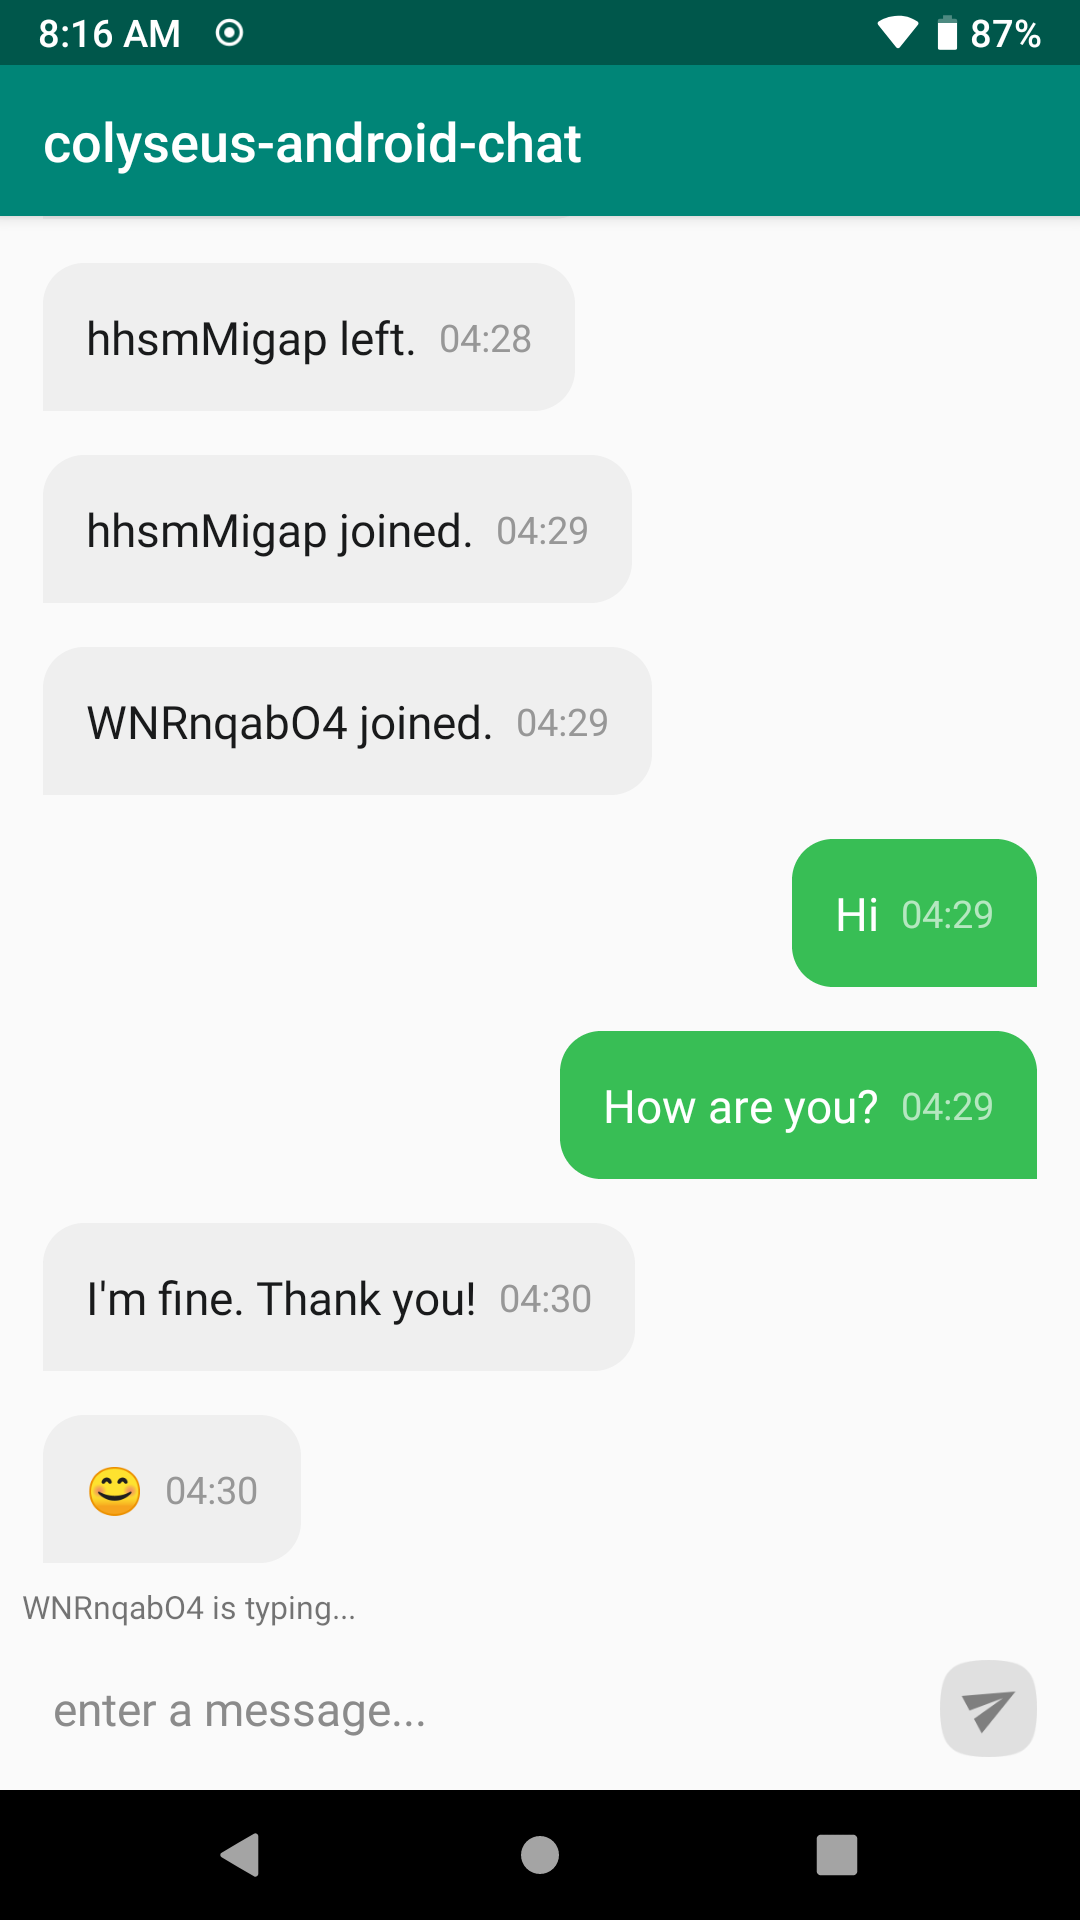 8:16 AM 87%
colyseus-android-chat
hhsmMigap left. 04:28
hhsmMigap joined. 04:29
WNRnqabO4 joined. 04:29
Hi 04:29
How are you? 04:29
I'm fine. Thank you! 04:30
😊 04:30
WNRnqabO4 is typing...
enter a message...